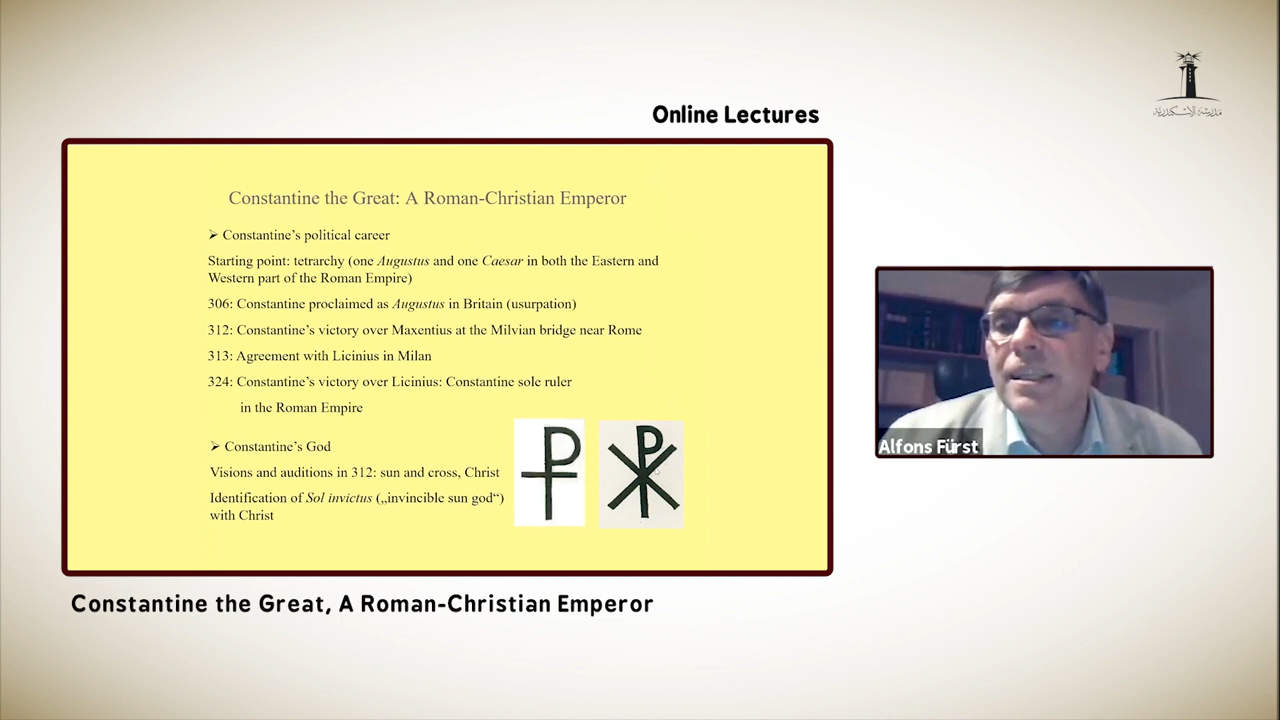 مدرسة الإسكندرية
Online Lectures
Constantine the Great: A Roman-Christian Emperor
➢ Constantine’s political career
Starting point: tetrarchy (one Augustus and one Caesar in both the Eastern and
Western part of the Roman Empire)
306: Constantine proclaimed as Augustus in Britain (usurpation)
312: Constantine’s victory over Maxentius at the Milvian bridge near Rome
313: Agreement with Licinius in Milan
324: Constantine’s victory over Licinius: Constantine sole ruler
in the Roman Empire
➢ Constantine’s God
Visions and auditions in 312: sun and cross, Christ
Identification of Sol invictus („invincible sun god“)
with Christ
Alfons Fürst
Constantine the Great, A Roman-Christian Emperor